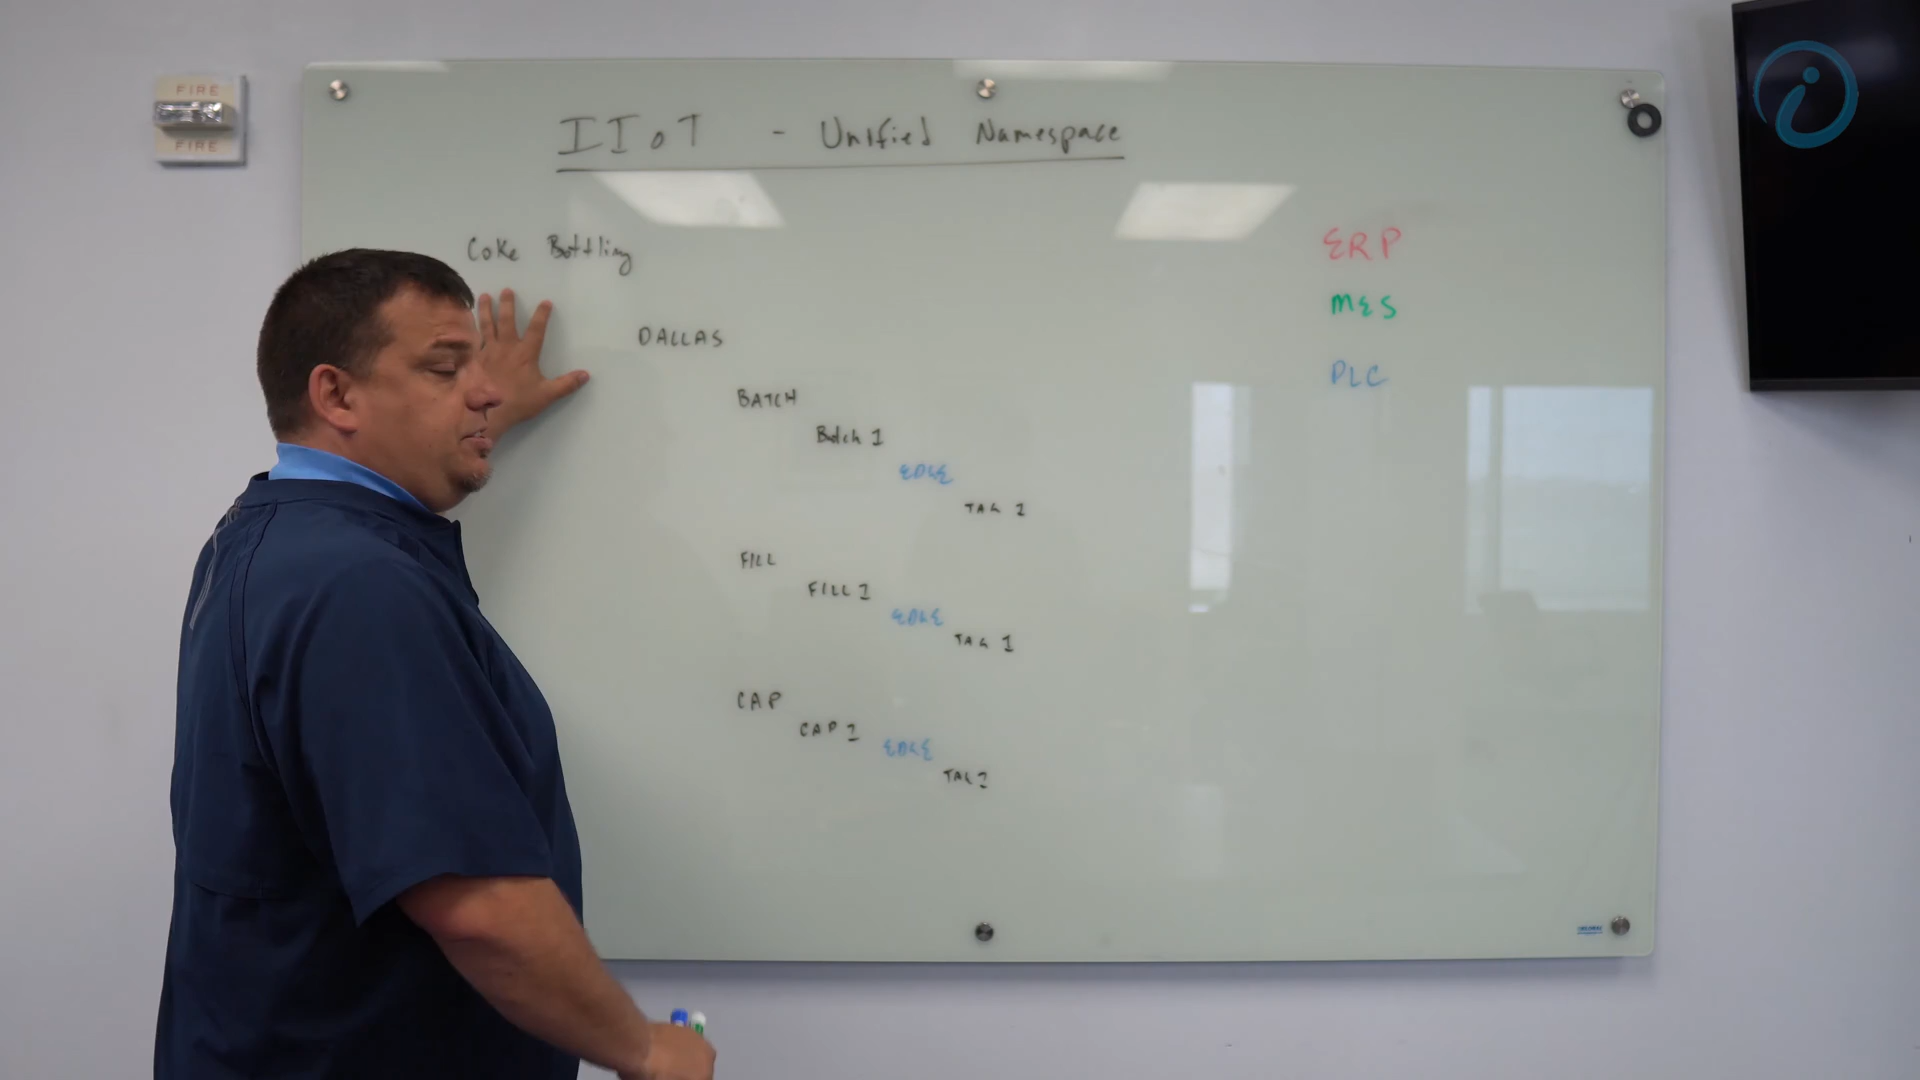 FIRE
FIRE
IIoT - Unified Namespace
Coke Bottling
DALLAS
BATCH
Batch 1
EDGE
TAG 1
FILL
FILL 1
EDGE
TAG 1
CAP
CAP 1
EDGE
TAG 1
ERP
MES
PLC